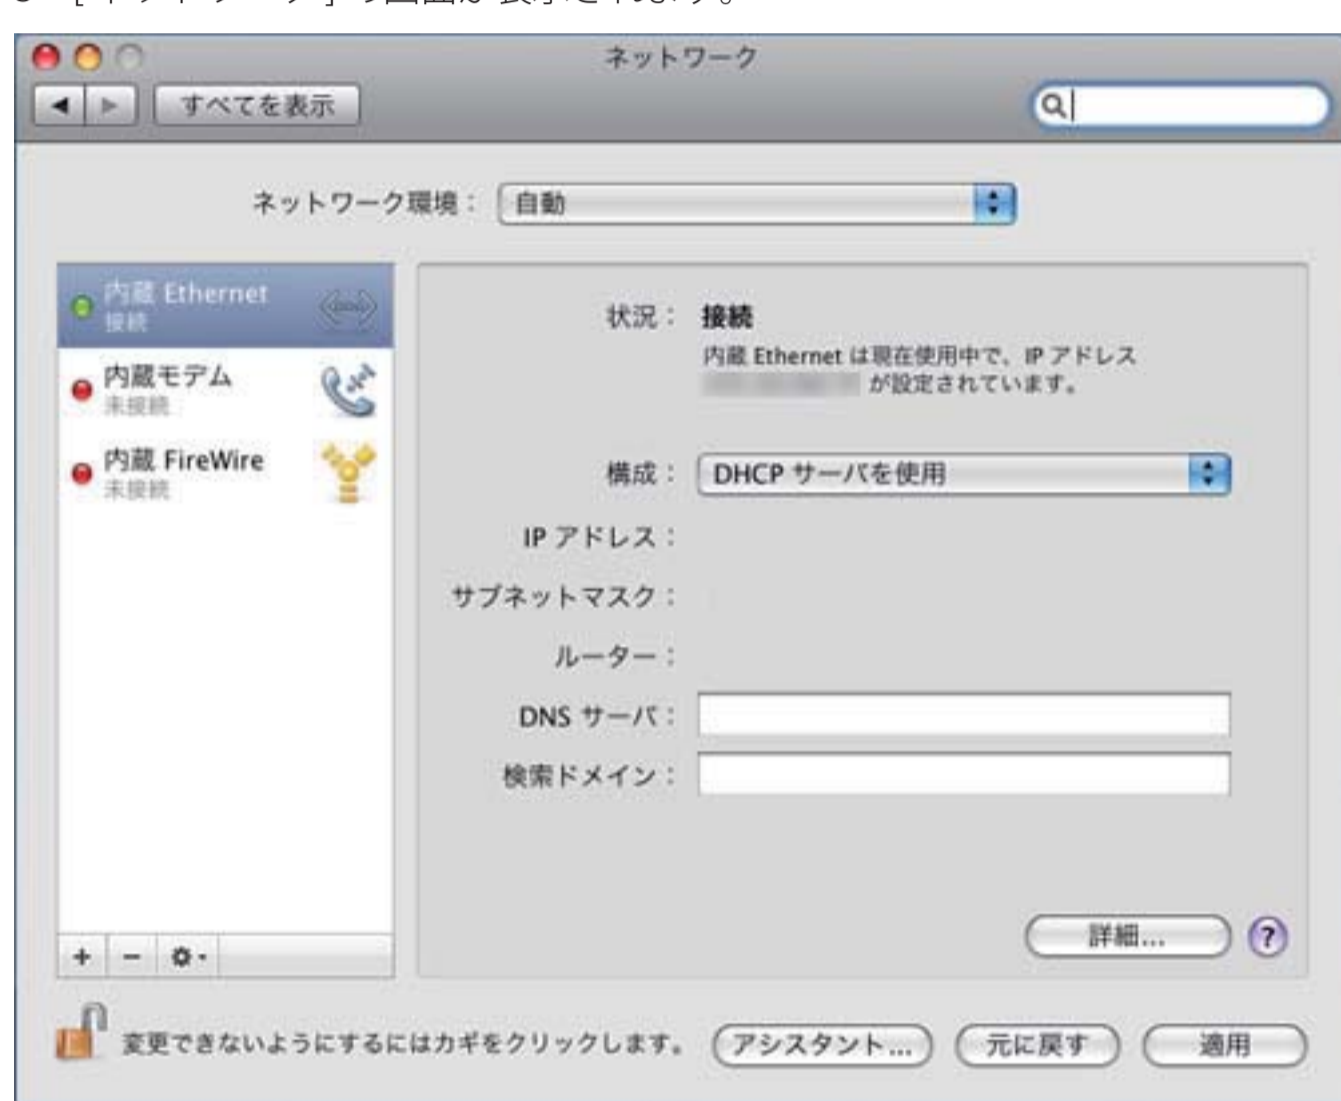 ネットワーク
すべてを表示
ネットワーク環境： 自動
内蔵 Ethernet
接続
内蔵モデム
未接続
内蔵 FireWire
未接続
状況： 接続
内蔵 Ethernet は現在使用中で、IP アドレス
が設定されています。
構成： DHCP サーバを使用
IP アドレス：
サブネットマスク：
ルーター：
DNS サーバ：
検索ドメイン：
詳細...
?
変更できないようにするにはカギをクリックします。
アシスタント...
元に戻す
適用